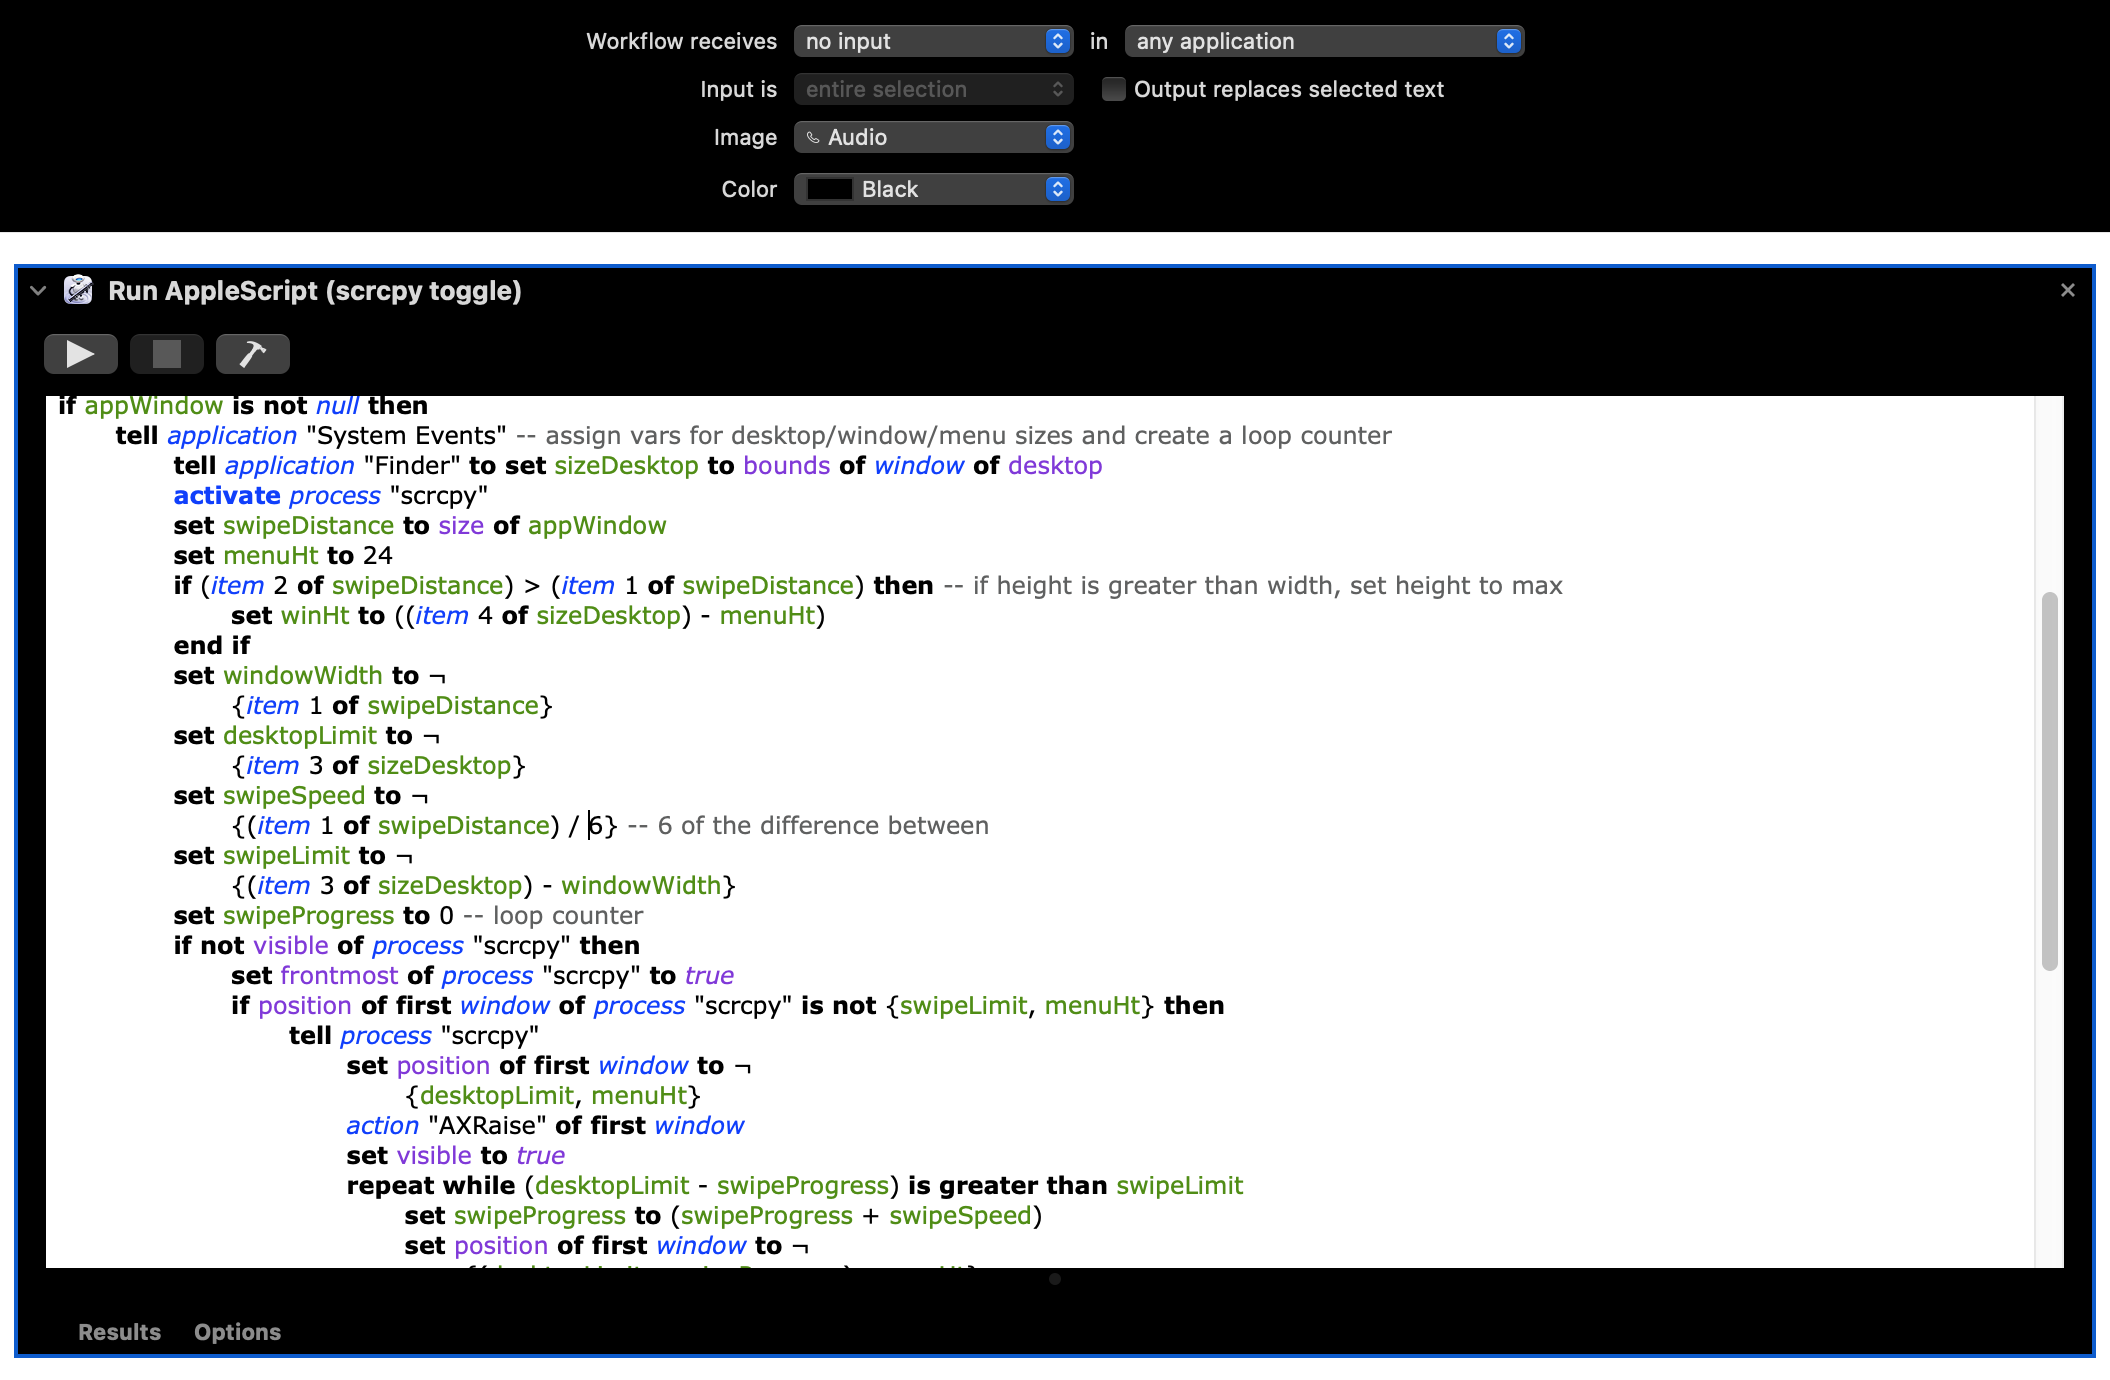 Workflow receives no input in any application
Input is entire selection Output replaces selected text
Image Audio
Color Black
Run AppleScript (scrcpy toggle)
if appWindow is not null then
tell application "System Events" -- assign vars for desktop/window/menu sizes and create a loop counter
tell application "Finder" to set sizeDesktop to bounds of window of desktop
activate process "scrcpy"
set swipeDistance to size of appWindow
set menuHt to 24
if (item 2 of swipeDistance) > (item 1 of swipeDistance) then -- if height is greater than width, set height to max
set winHt to ((item 4 of sizeDesktop) - menuHt)
end if
set windowWidth to ¬
{item 1 of swipeDistance}
set desktopLimit to ¬
{item 3 of sizeDesktop}
set swipeSpeed to ¬
{(item 1 of swipeDistance) / 6} -- 6 of the difference between
set swipeLimit to ¬
{(item 3 of sizeDesktop) - windowWidth}
set swipeProgress to 0 -- loop counter
if not visible of process "scrcpy" then
set frontmost of process "scrcpy" to true
if position of first window of process "scrcpy" is not {swipeLimit, menuHt} then
tell process "scrcpy"
set position of first window to ¬
{desktopLimit, menuHt}
action "AXRaise" of first window
set visible to true
repeat while (desktopLimit - swipeProgress) is greater than swipeLimit
set swipeProgress to (swipeProgress + swipeSpeed)
set position of first window to ¬
Results Options